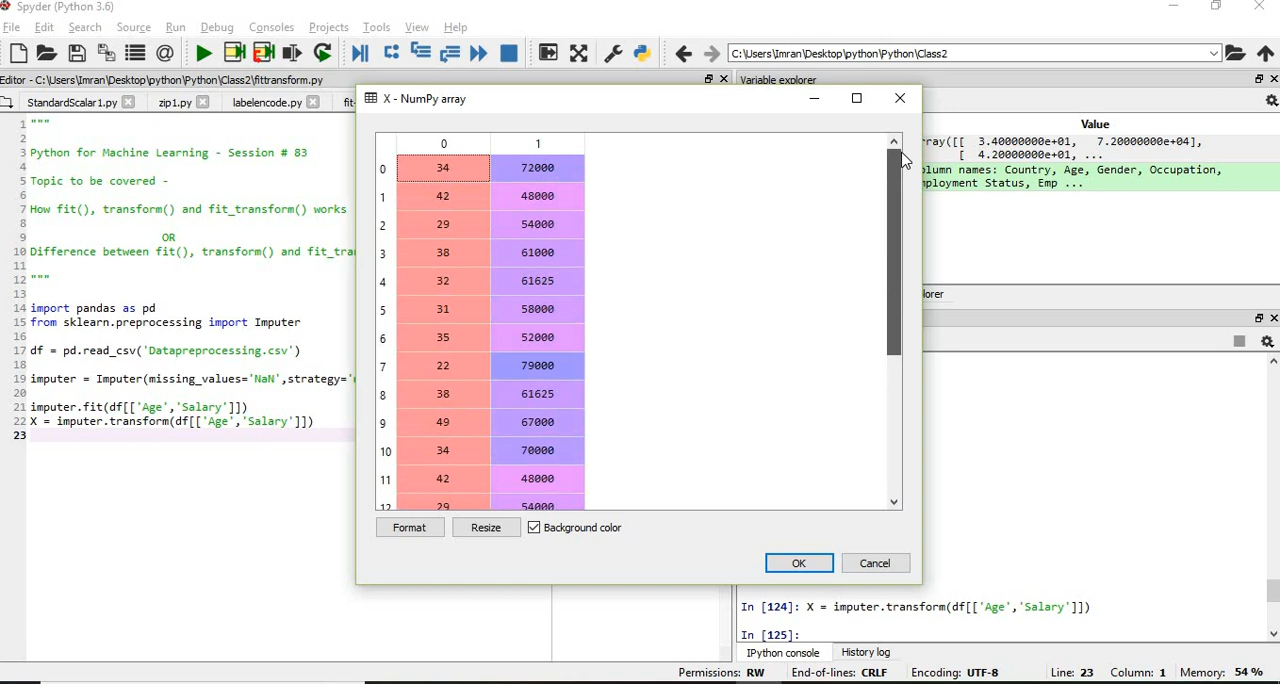 Spyder (Python 3.6)
File Edit Search Source Run Debug Consoles Projects Tools View Help
C:\Users\Imran\Desktop\python\Python\Class2
Editor - C:\Users\Imran\Desktop\python\Python\Class2\fittransform.py
StandardScalar1.py zip1.py labelencode.py fit-
1 """
2
3 Python for Machine Learning - Session # 83
4
5 Topic to be covered -
6
7 How fit(), transform() and fit_transform() works
8
9 OR
10 Difference between fit(), transform() and fit_tra
11
12 """
13
14 import pandas as pd
15 from sklearn.preprocessing import Imputer
16
17 df = pd.read_csv('Datapreprocessing.csv')
18
19 imputer = Imputer(missing_values='NaN',strategy='
20
21 imputer.fit(df[['Age','Salary']])
22 X = imputer.transform(df[['Age','Salary']])
23
X - NumPy array
0 1
0 34 72000
1 42 48000
2 29 54000
3 38 61000
4 32 61625
5 31 58000
6 35 52000
7 22 79000
8 38 61625
9 49 67000
10 34 70000
11 42 48000
12 29 54000
Format Resize Background color
OK Cancel
Variable explorer
Value
ray([[ 3.40000000e+01, 7.20000000e+04],
[ 4.20000000e+01, ...
olumn names: Country, Age, Gender, Occupation,
mployment Status, Emp ...
lorer
In [124]: X = imputer.transform(df[['Age','Salary']])
In [125]:
IPython console History log
Permissions: RW End-of-lines: CRLF Encoding: UTF-8 Line: 23 Column: 1 Memory: 54 %